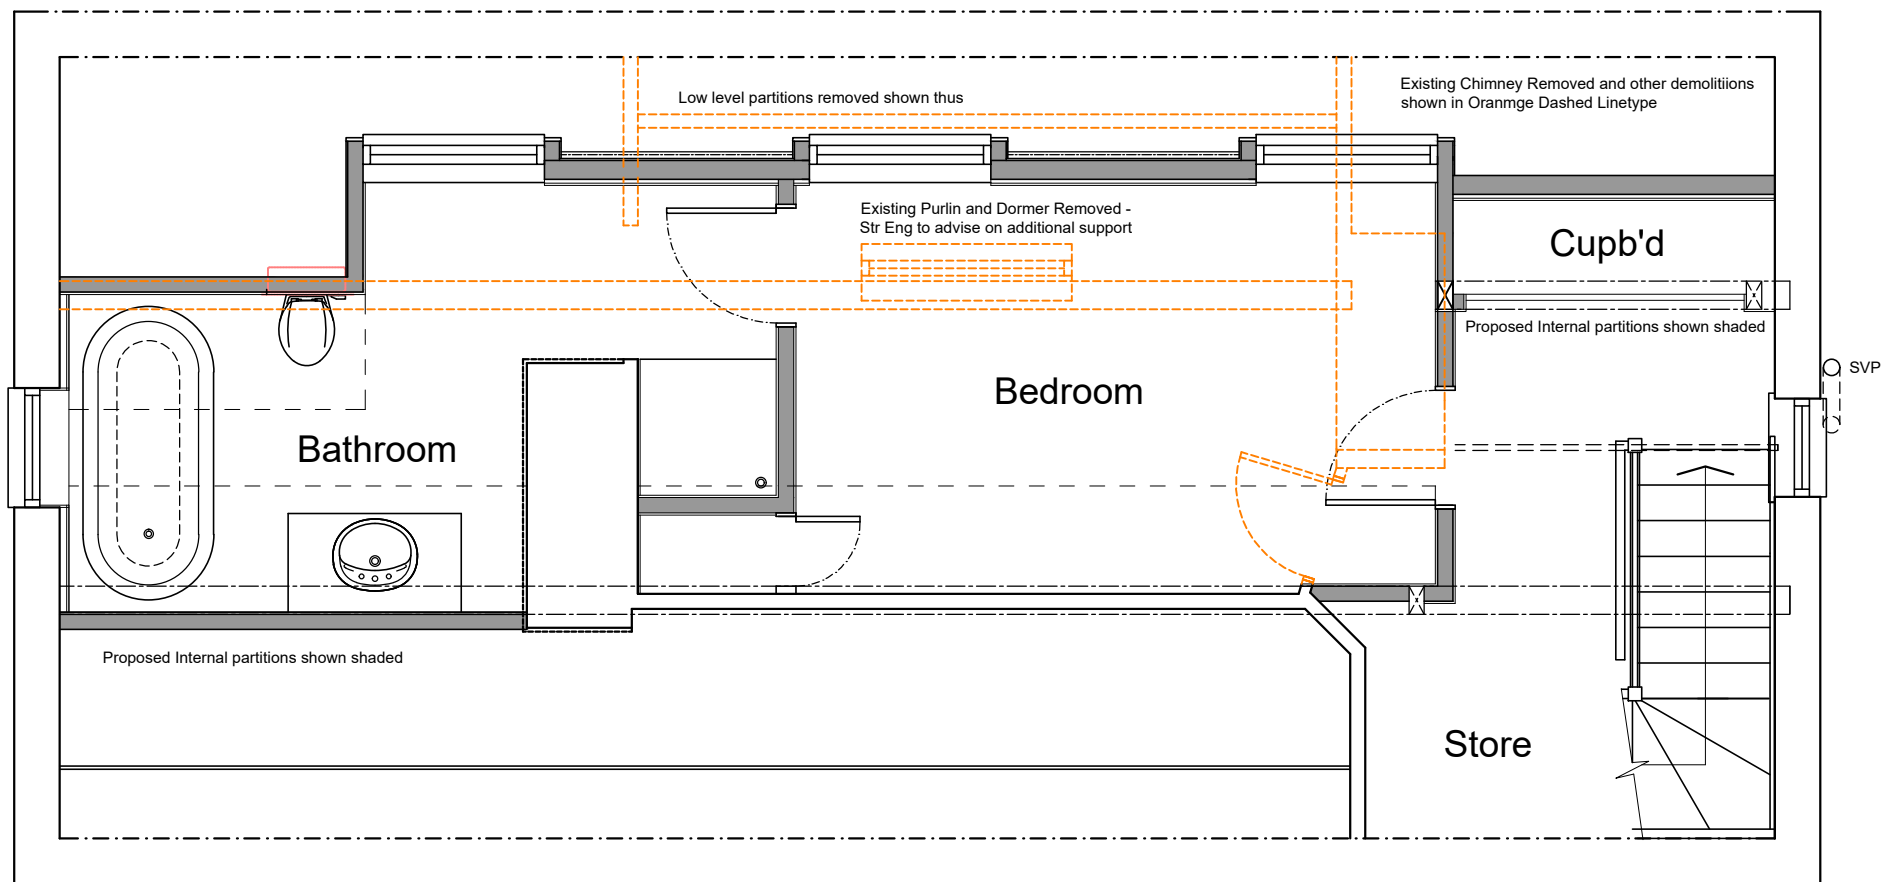 Existing Chimney Removed and other demolitiions
shown in Oranmge Dashed Linetype
Low level partitions removed shown thus
Existing Purlin and Dormer Removed -
Str Eng to advise on additional support
Cupb'd
Proposed Internal partitions shown shaded
SVP
Bedroom
Bathroom
Proposed Internal partitions shown shaded
Store